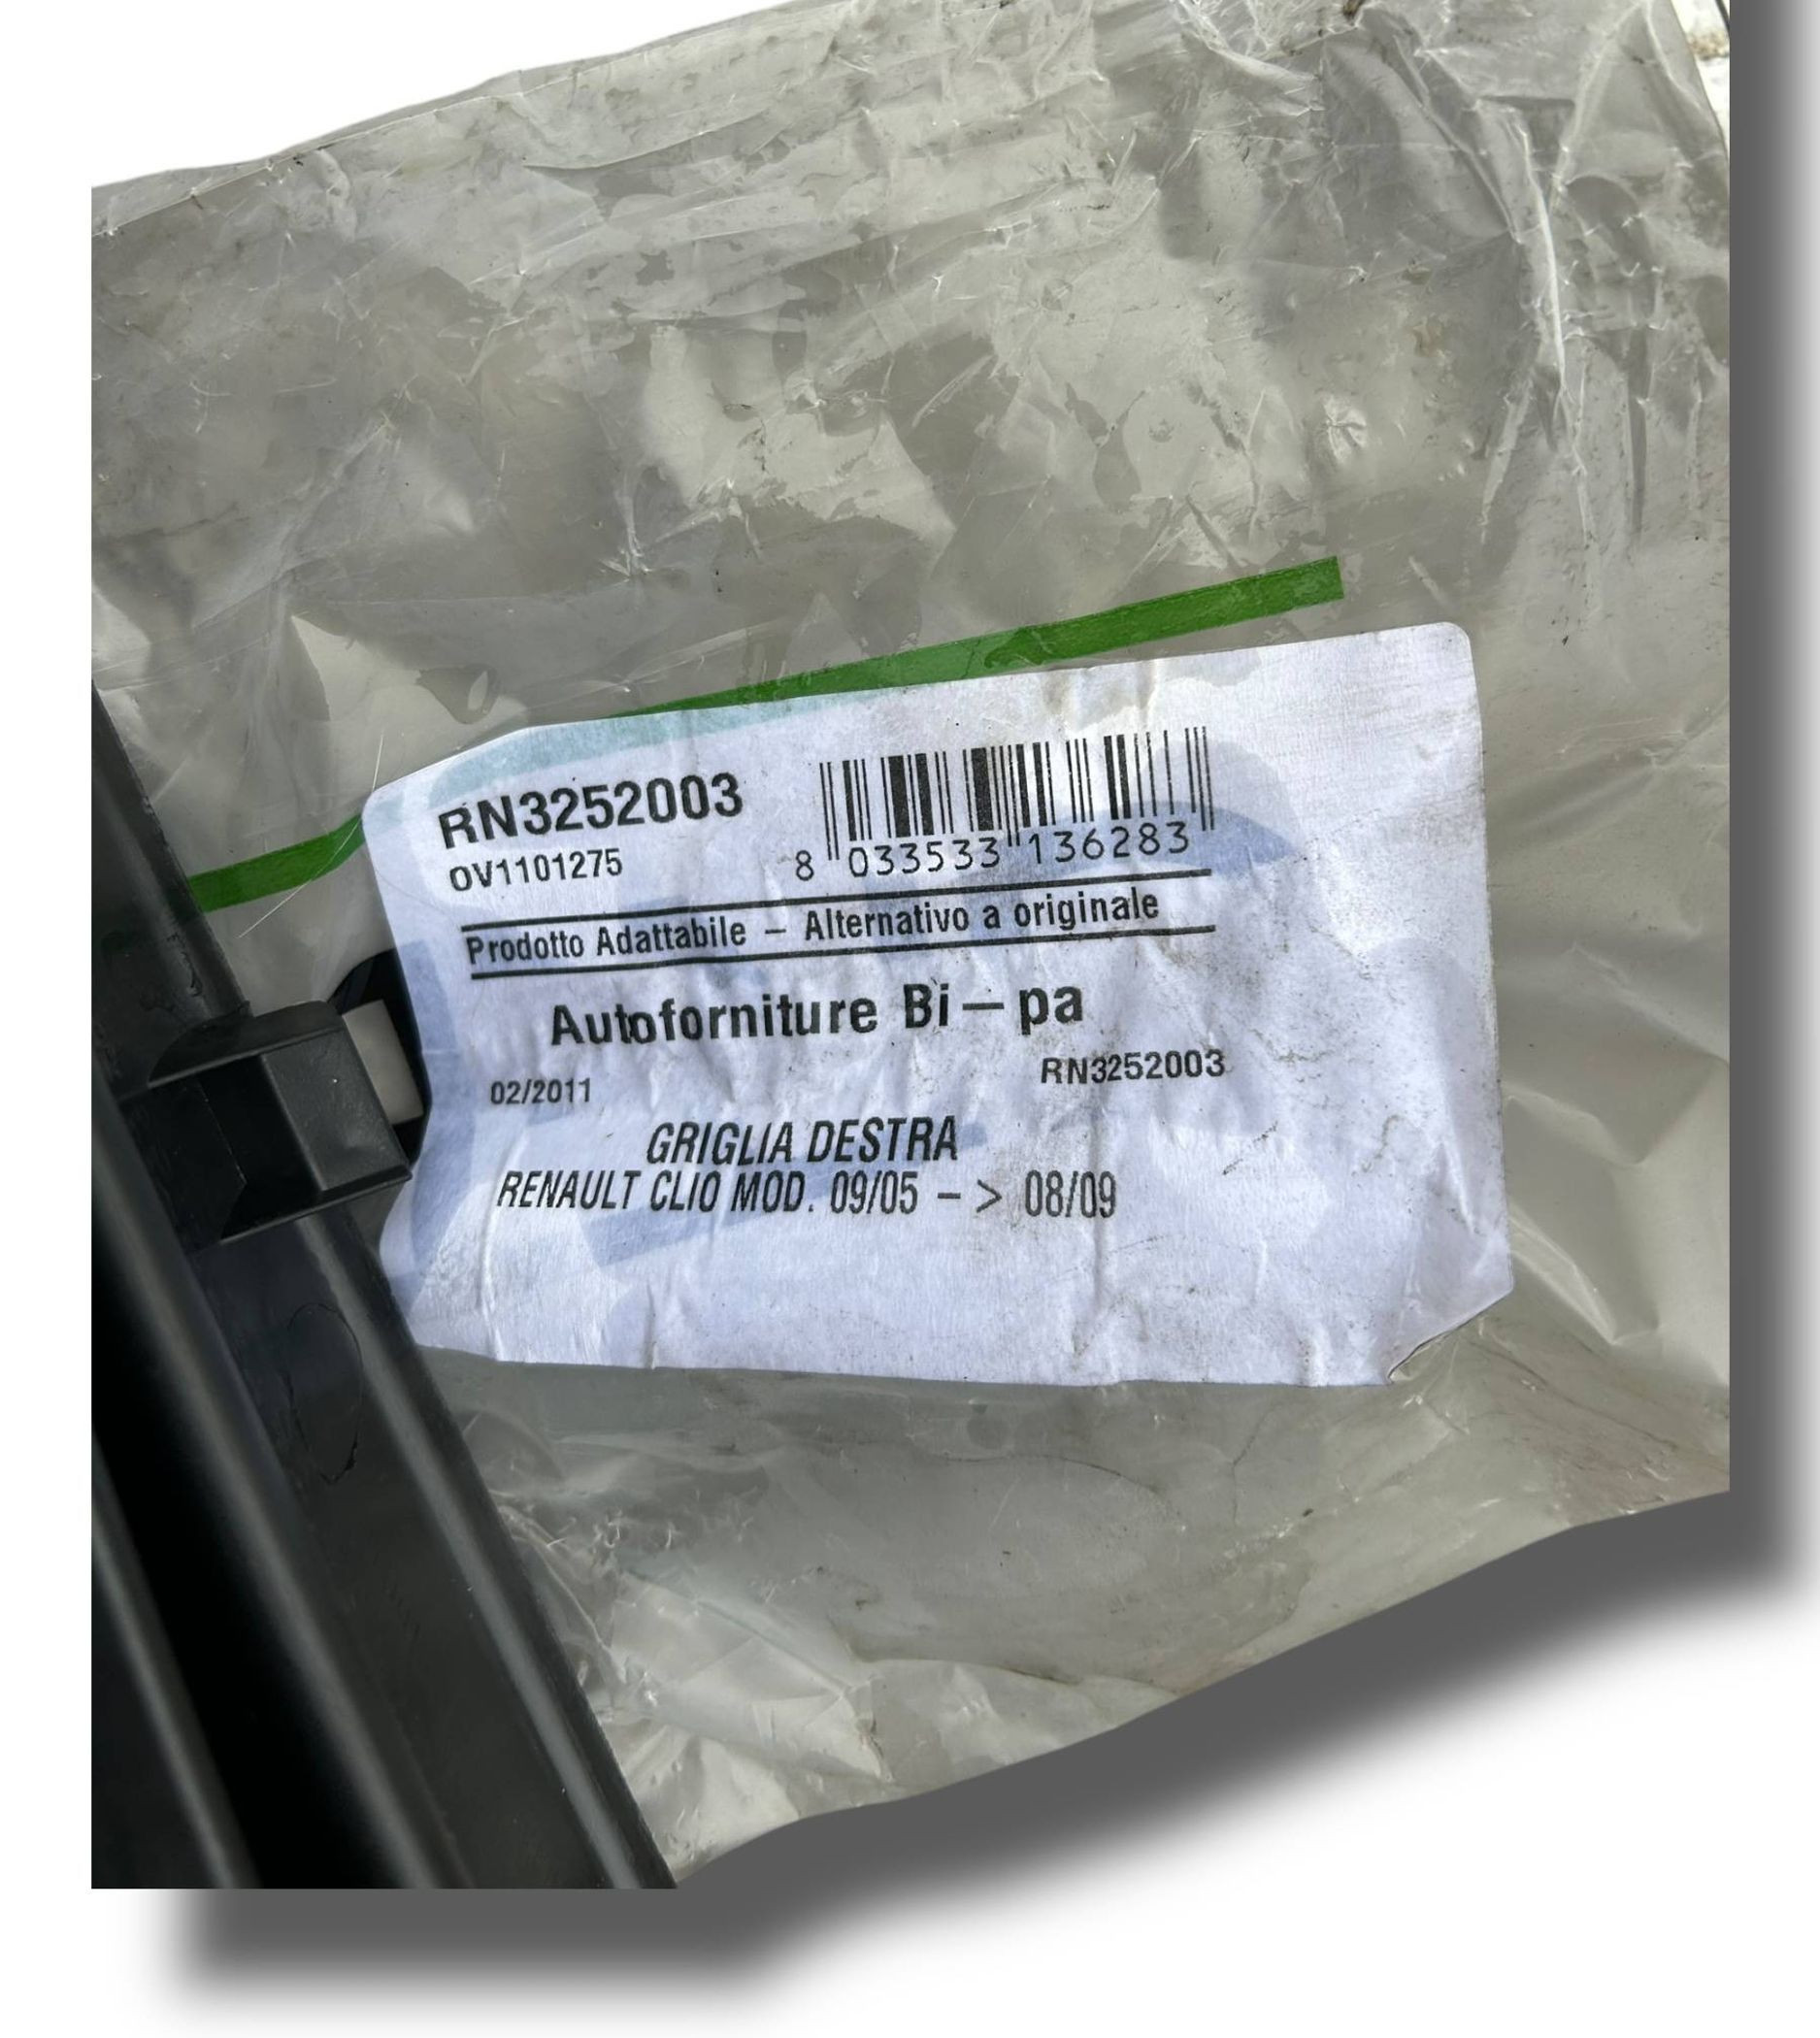 RN3252003
OV1101275
8 033533 136283
Prodotto Adattabile – Alternativo a originale
Autoforniture Bi – pa
02/2011
RN3252003
GRIGLIA DESTRA
RENAULT CLIO MOD. 09/05 – > 08/09